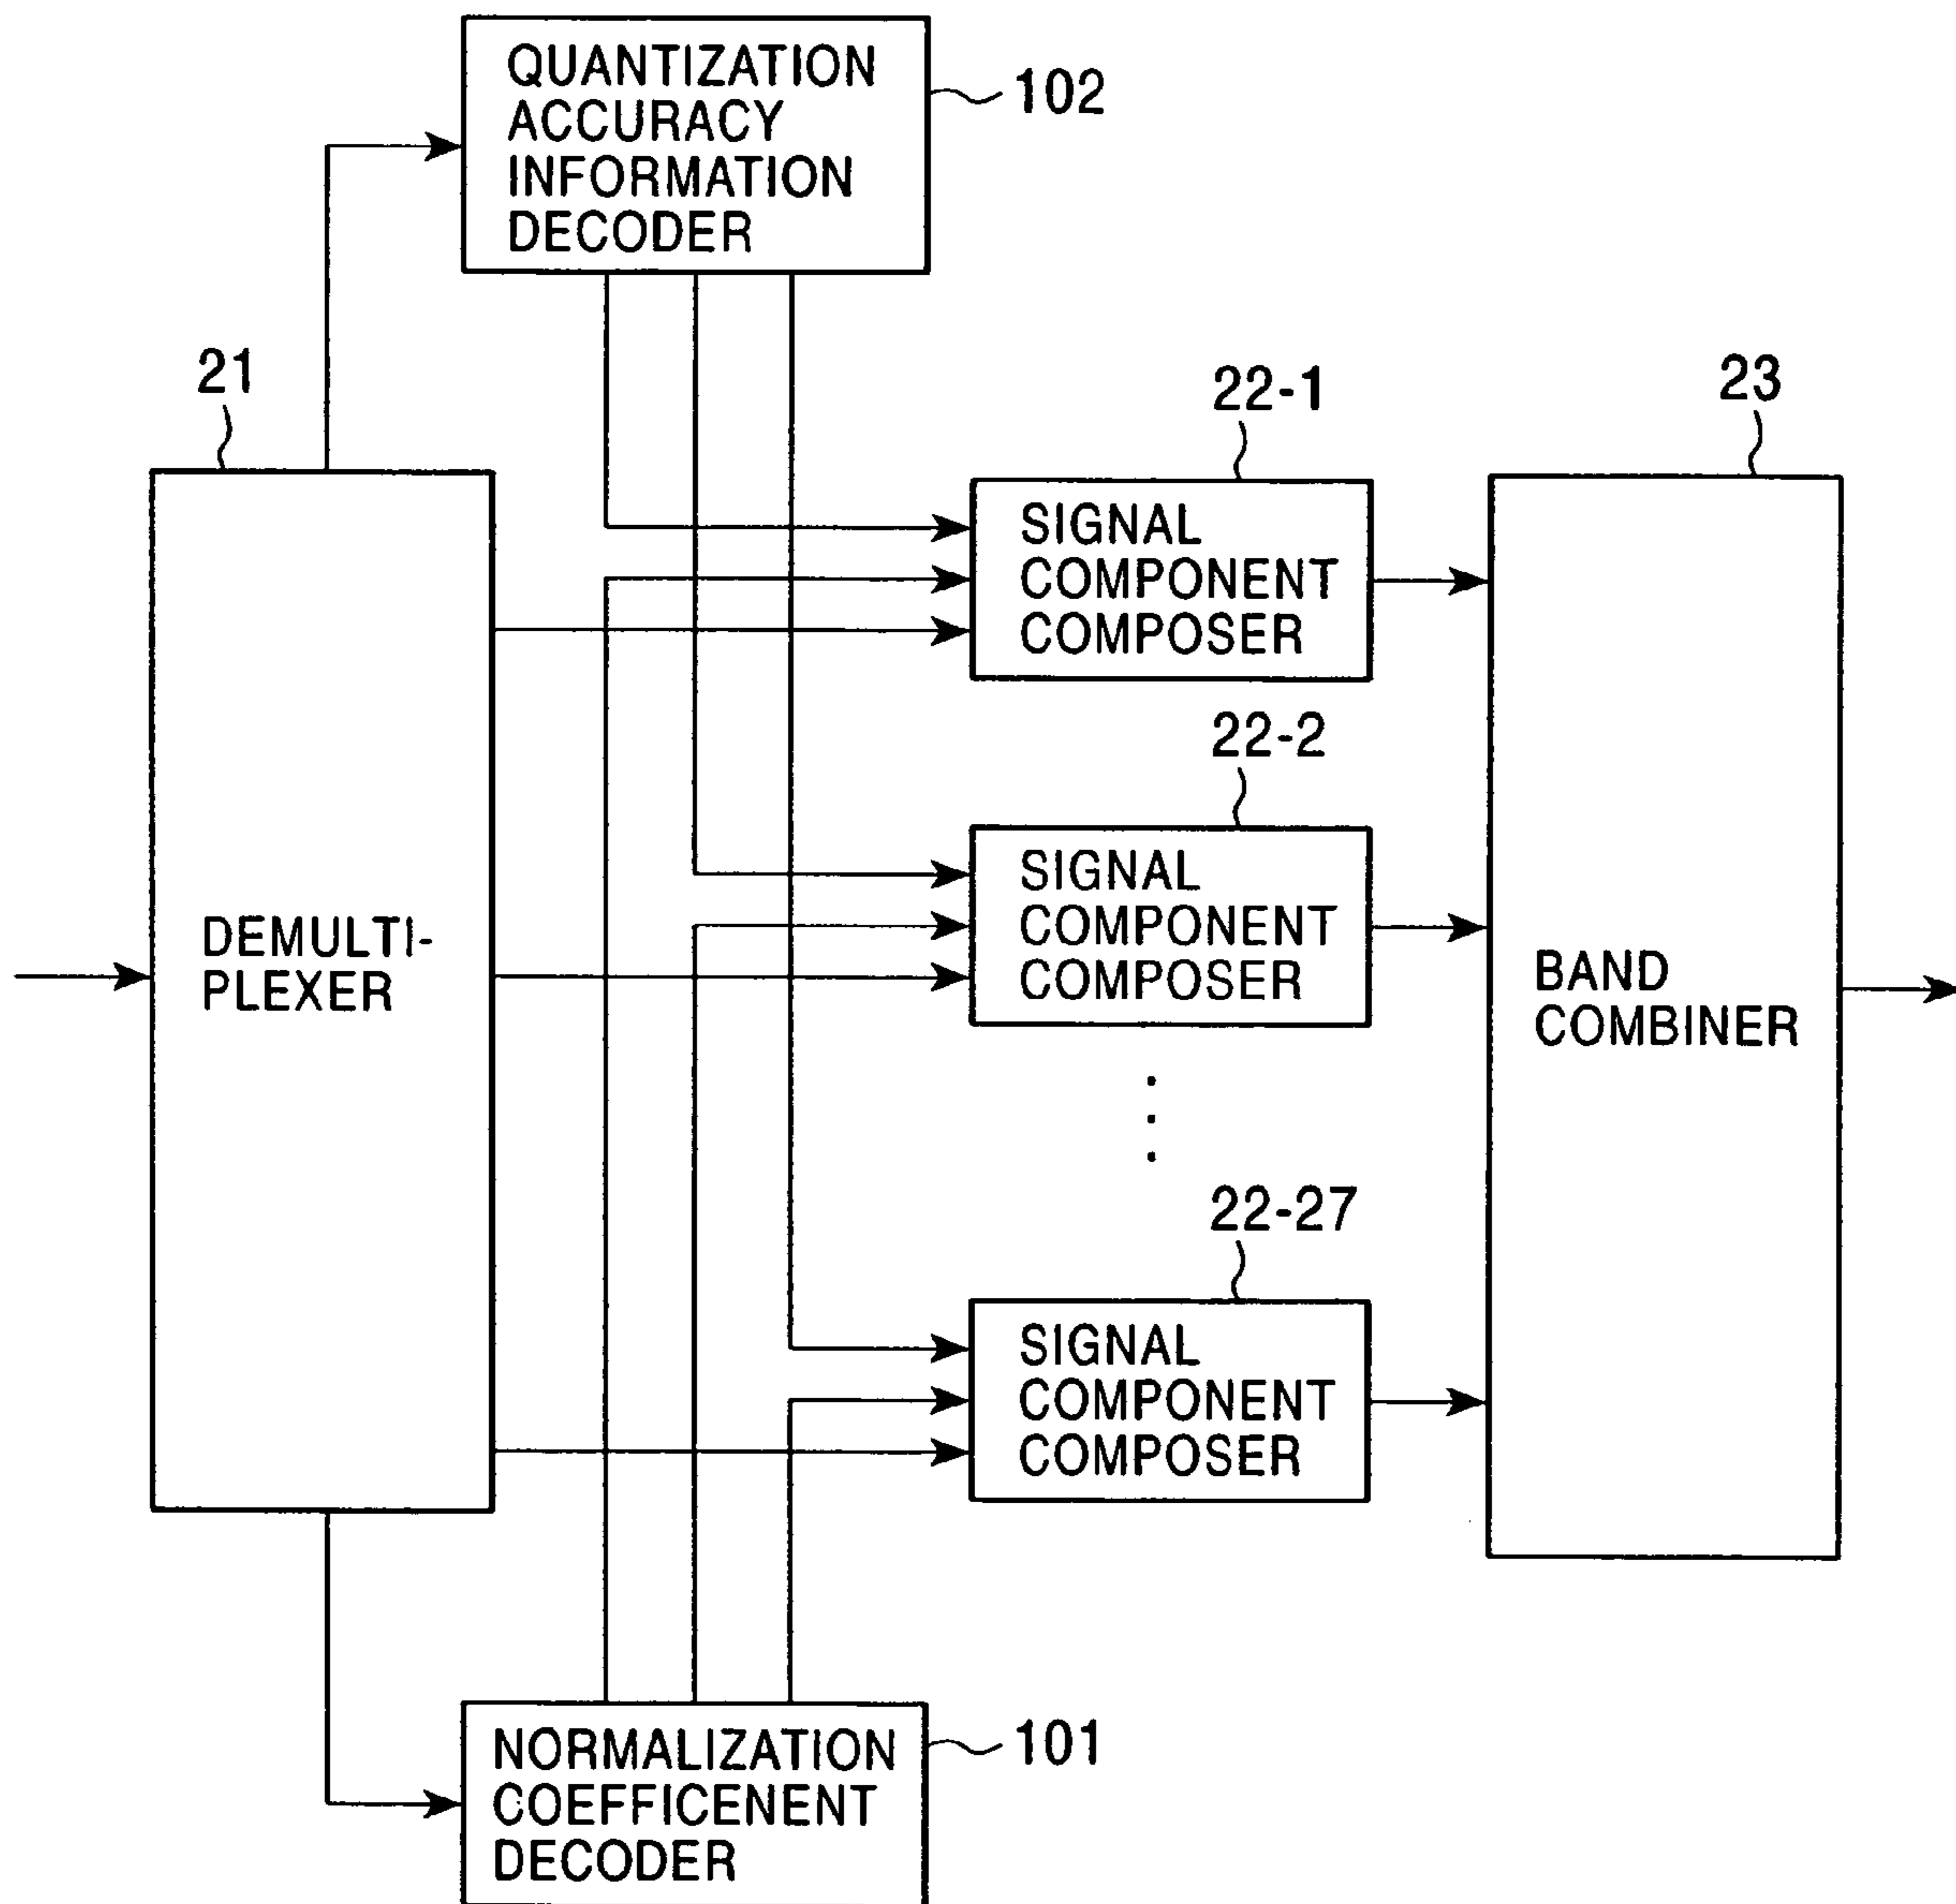 QUANTIZATION
ACCURACY
INFORMATION
DECODER
102
21
22-1
23
SIGNAL
COMPONENT
COMPOSER
22-2
SIGNAL
COMPONENT
COMPOSER
DEMULTI-
PLEXER
BAND
COMBINER
22-27
SIGNAL
COMPONENT
COMPOSER
NORMALIZATION
COEFFICENENT
DECODER
101